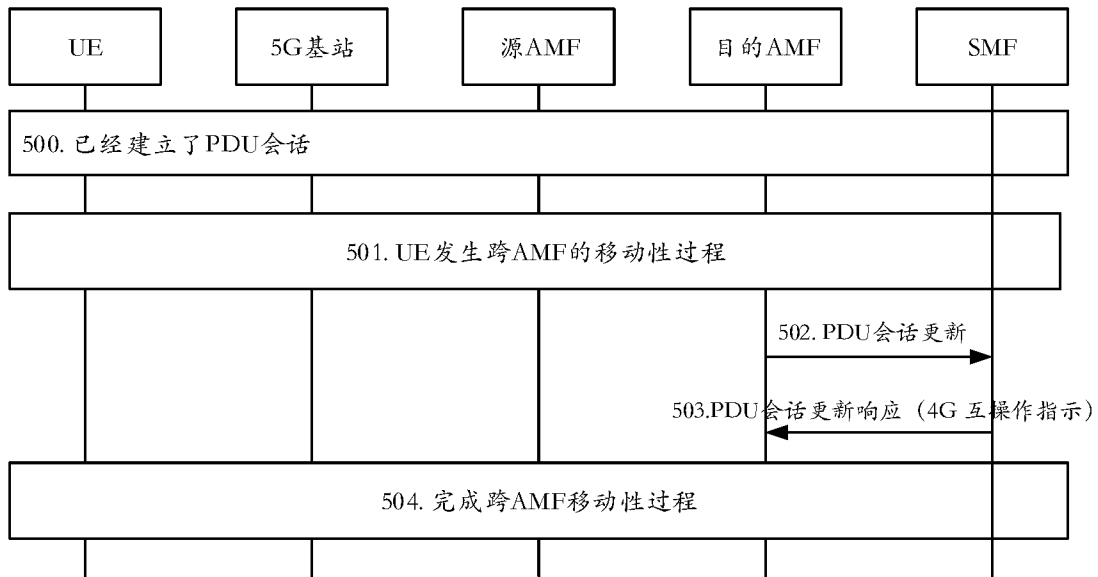 UE
5G基站
源AMF
目的AMF
SMF
500. 已经建立了PDU会话
501. UE发生跨AMF的移动性过程
502. PDU会话更新
503.PDU会话更新响应（4G 互操作指示）
504. 完成跨AMF移动性过程